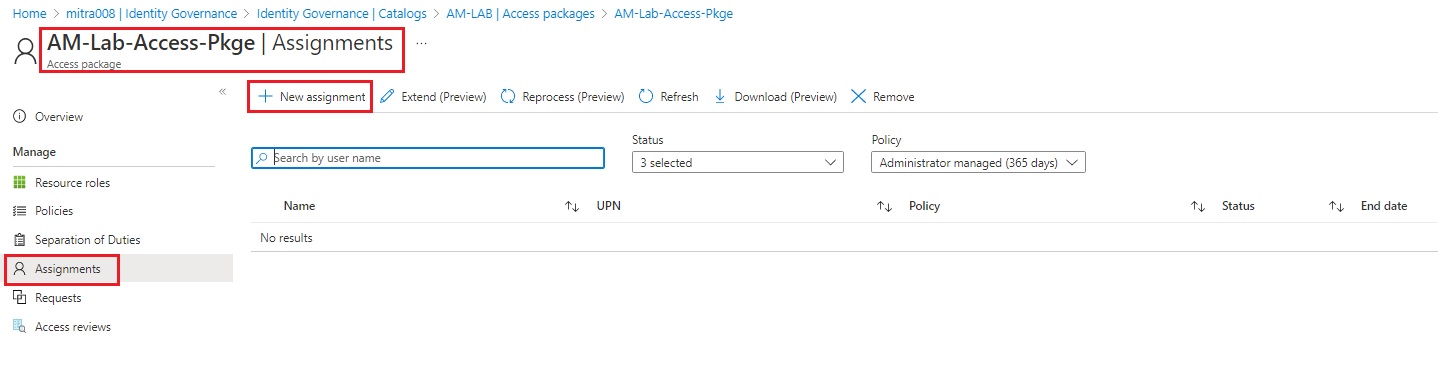 Home > mitra008 | Identity Governance > Identity Governance | Catalogs > AM-LAB | Access packages > AM-Lab-Access-Pkge
AM-Lab-Access-Pkge | Assignments ...
Access package
«
New assignment Extend (Preview) Reprocess (Preview) Refresh Download (Preview) Remove
Overview
Manage
Resource roles
Policies
Separation of Duties
Assignments
Requests
Access reviews
Status Policy
Search by user name 3 selected Administrator managed (365 days)
Name UPN Policy Status End date
No results